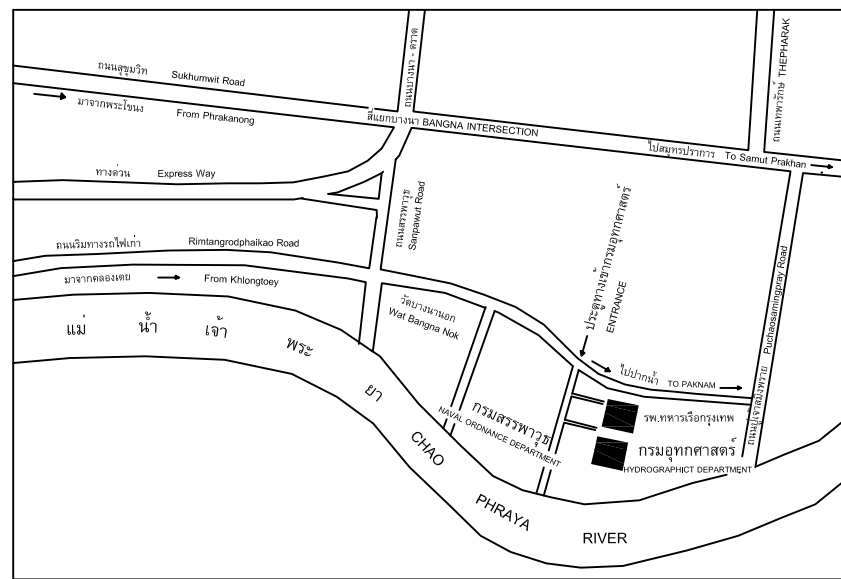 ถนนสุขุมวิท Sukhumwit Road
มาจากพระโขนง From Phrakanong
ถนนบางนา - ตราด
สี่แยกบางนา BANGNA INTERSECTION
ถนนเทพารักษ์ THEPHARAK
ไปสมุทรปราการ To Samut Prakhan
ทางด่วน Express Way
ถนนสรรพาวุธ
Sanpawut Road
ถนนริมทางรถไฟเก่า Rimtangrodphaikao Road
มาจากคลองเตย From Khlongtoey
ประตูทางเข้ากรมอุทกศาสตร์
ENTRANCE
ถนนปู่เจ้าสมิงพราย Puchaosamingpray Road
วัดบางนานอก
Wat Bangna Nok
ไปปากน้ำ TO PAKNAM
กรมสรรพาวุธ
NAVAL ORDNANCE DEPARTMENT
รพ.ทหารเรือกรุงเทพ
กรมอุทกศาสตร์
HYDROGRAPHICT DEPARTMENT
แม่ น้ำ เจ้า พระ ยา
CHAO PHRAYA RIVER